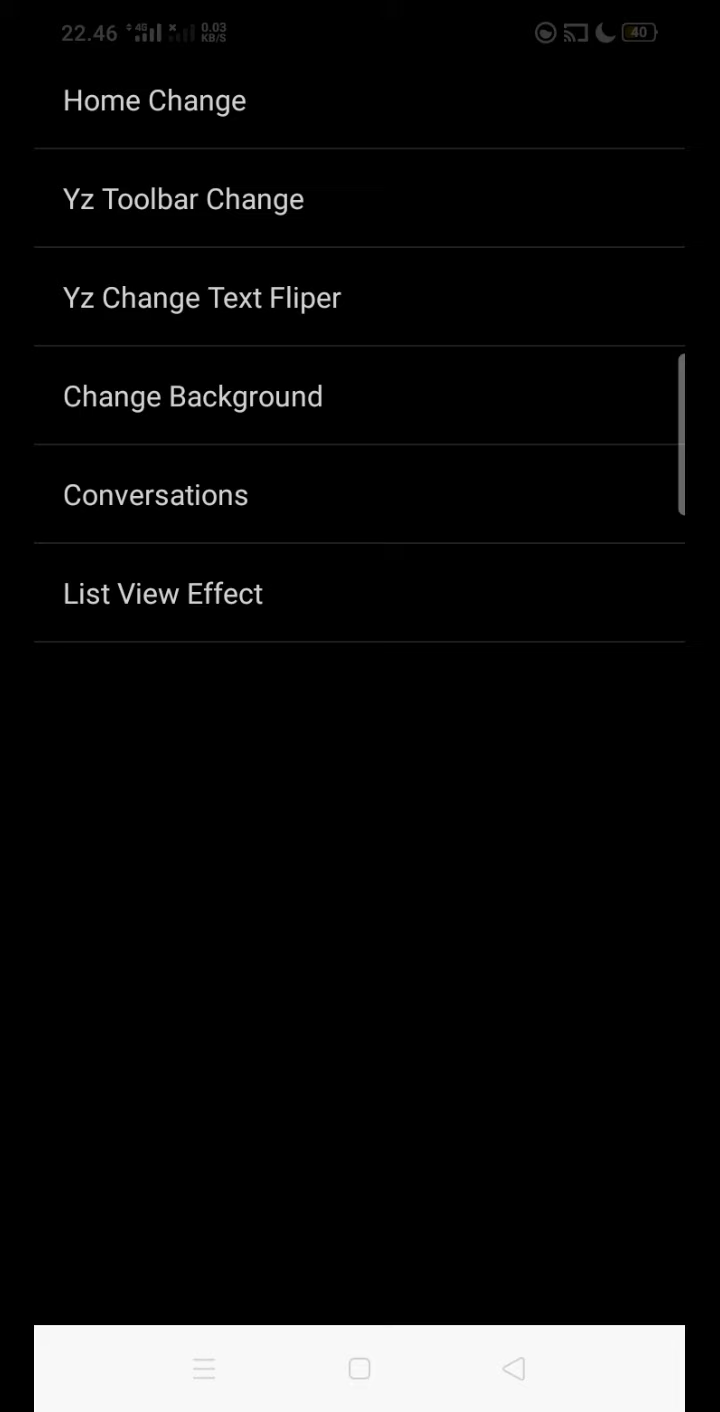 22.46 4G 0.03 KB/S 40
Home Change
Yz Toolbar Change
Yz Change Text Fliper
Change Background
Conversations
List View Effect